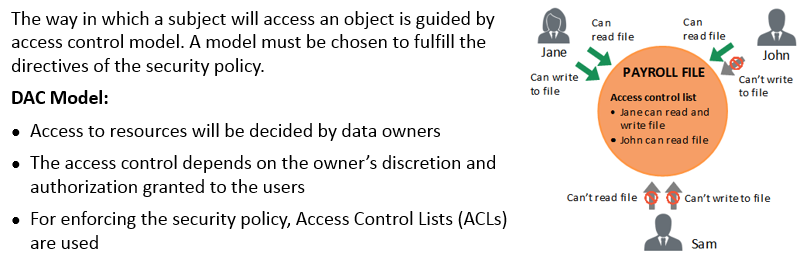 The way in which a subject will access an object is guided by
access control model. A model must be chosen to fulfill the
directives of the security policy.
DAC Model:
• Access to resources will be decided by data owners
• The access control depends on the owner's discretion and
authorization granted to the users
• For enforcing the security policy, Access Control Lists (ACLs)
are used
Jane
Can
read file
Can write
to file
Can
read file
John
Can't write
to file
PAYROLL FILE
Access control list
• Jane can read and
write file
• John can read file
Can't read file
Can't write to file
Sam